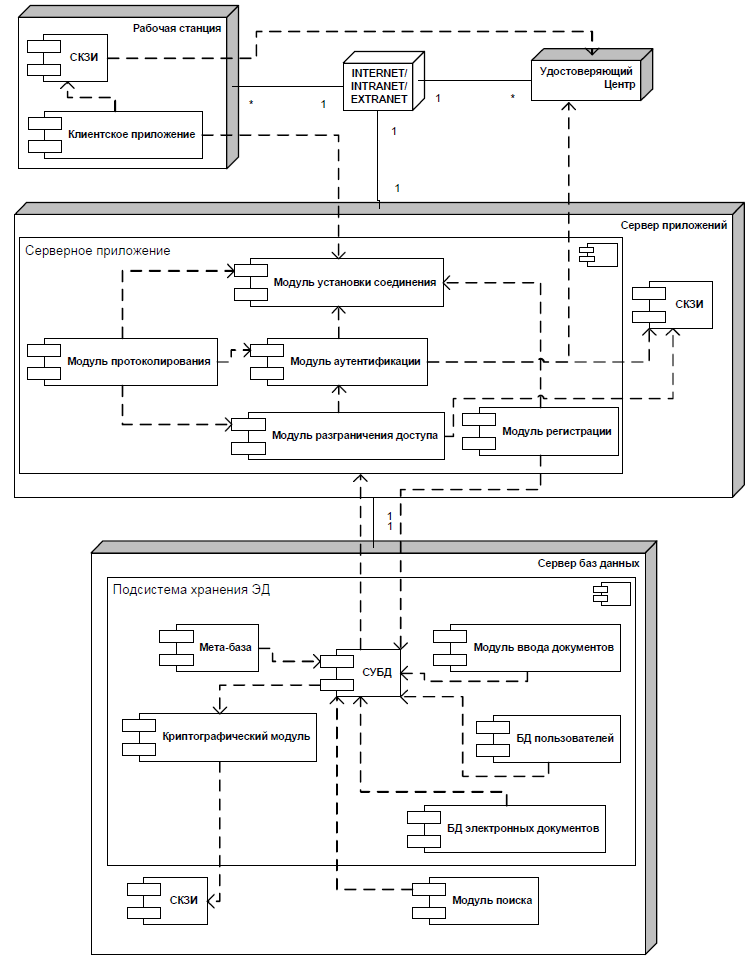 Рабочая станция
СКЗИ
Клиентское приложение
INTERNET/
INTRANET/
EXTRANET
Удостоверяющий
Центр
*
1
1
*
1
1
Сервер приложений
Серверное приложение
Модуль установки соединения
СКЗИ
Модуль протоколирования
Модуль аутентификации
Модуль разграничения доступа
Модуль регистрации
1
1
Сервер баз данных
Подсистема хранения ЭД
Мета-база
СУБД
Модуль ввода документов
Криптографический модуль
БД пользователей
БД электронных документов
СКЗИ
Модуль поиска